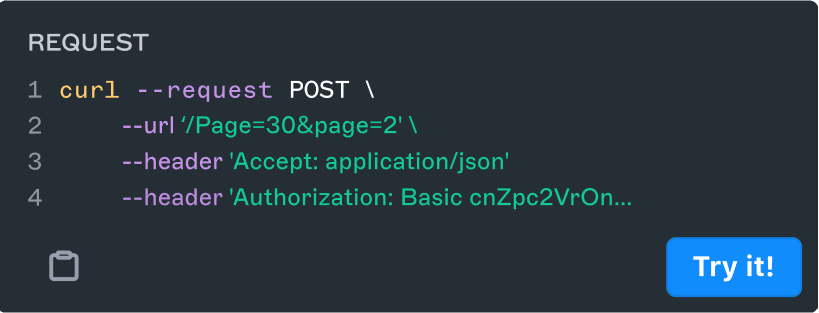 REQUEST
1 curl --request POST \
2 --url ‘/Page=30&page=2' \
3 --header 'Accept: application/json'
4 --header 'Authorization: Basic cnZpc2VrOn...
Try it!